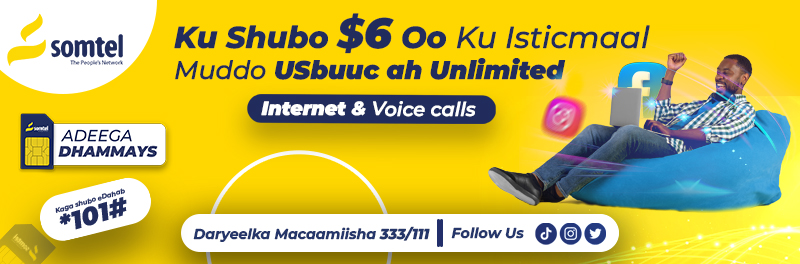 somtel
The People's Network
Ku Shubo $6 Oo Ku Isticmaal
Muddo USbuuc ah Unlimited
Internet & Voice calls
somtel
ADEEGA
DHAMMAYS
Kaga shubo eDahab
*101#
Daryeelka Macaamiisha 333/111 | Follow Us